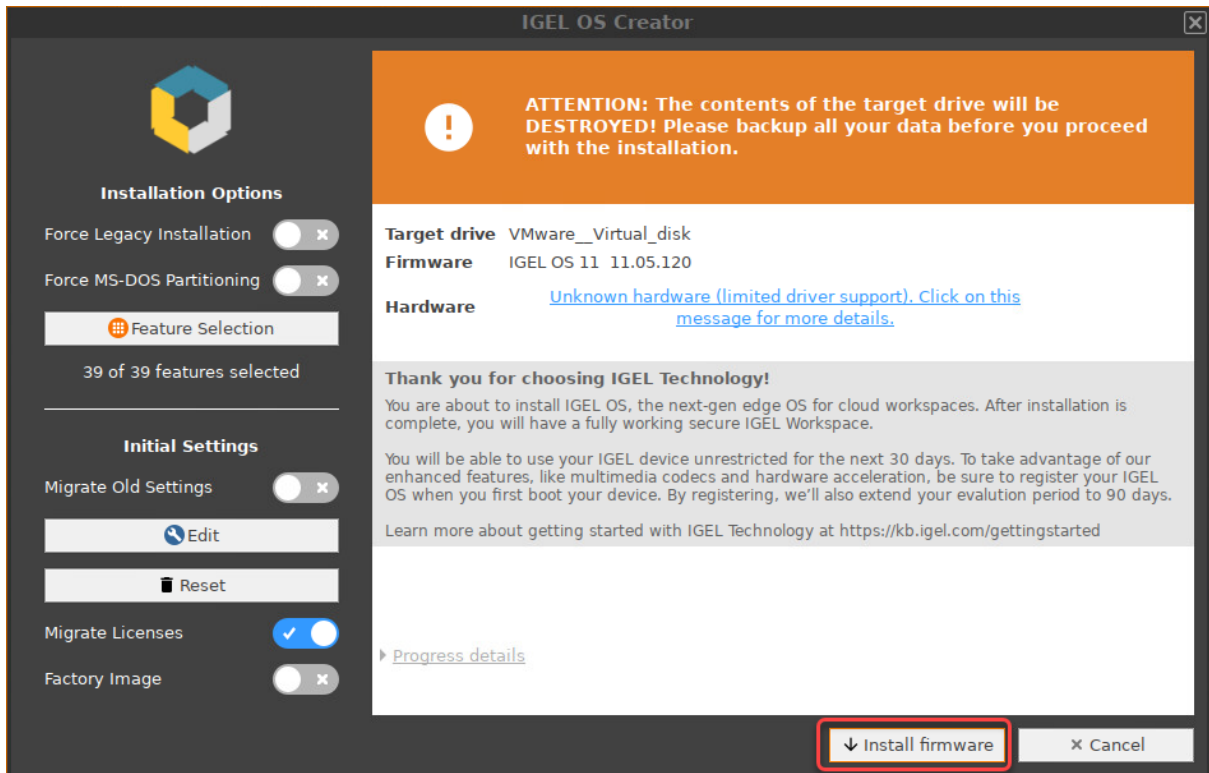 IGEL OS Creator
ATTENTION: The contents of the target drive will be
DESTROYED! Please backup all your data before you proceed
with the installation.
Installation Options
Force Legacy Installation
Force MS-DOS Partitioning
Feature Selection
39 of 39 features selected
Initial Settings
Migrate Old Settings
Edit
Reset
Migrate Licenses
Factory Image
Target drive VMware__Virtual_disk
Firmware IGEL OS 11 11.05.120
Hardware Unknown hardware (limited driver support). Click on this
message for more details.
Thank you for choosing IGEL Technology!
You are about to install IGEL OS, the next-gen edge OS for cloud workspaces. After installation is
complete, you will have a fully working secure IGEL Workspace.
You will be able to use your IGEL device unrestricted for the next 30 days. To take advantage of our
enhanced features, like multimedia codecs and hardware acceleration, be sure to register your IGEL
OS when you first boot your device. By registering, we'll also extend your evalution period to 90 days.
Learn more about getting started with IGEL Technology at https://kb.igel.com/gettingstarted
Progress details
Install firmware
Cancel